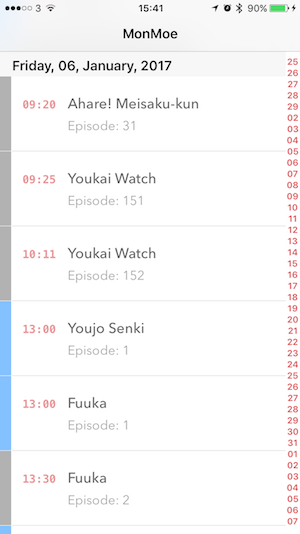 3 15:41 90%
MonMoe
Friday, 06, January, 2017
09:20 Ahare! Meisaku-kun
Episode: 31
09:25 Youkai Watch
Episode: 151
10:11 Youkai Watch
Episode: 152
13:00 Youjo Senki
Episode: 1
13:00 Fuuka
Episode: 1
13:30 Fuuka
Episode: 2
25
26
27
28
29
02
03
04
05
06
07
08
09
10
11
12
13
14
15
16
17
18
19
20
21
22
23
24
25
26
27
28
29
30
31
01
02
03
04
05
06
07